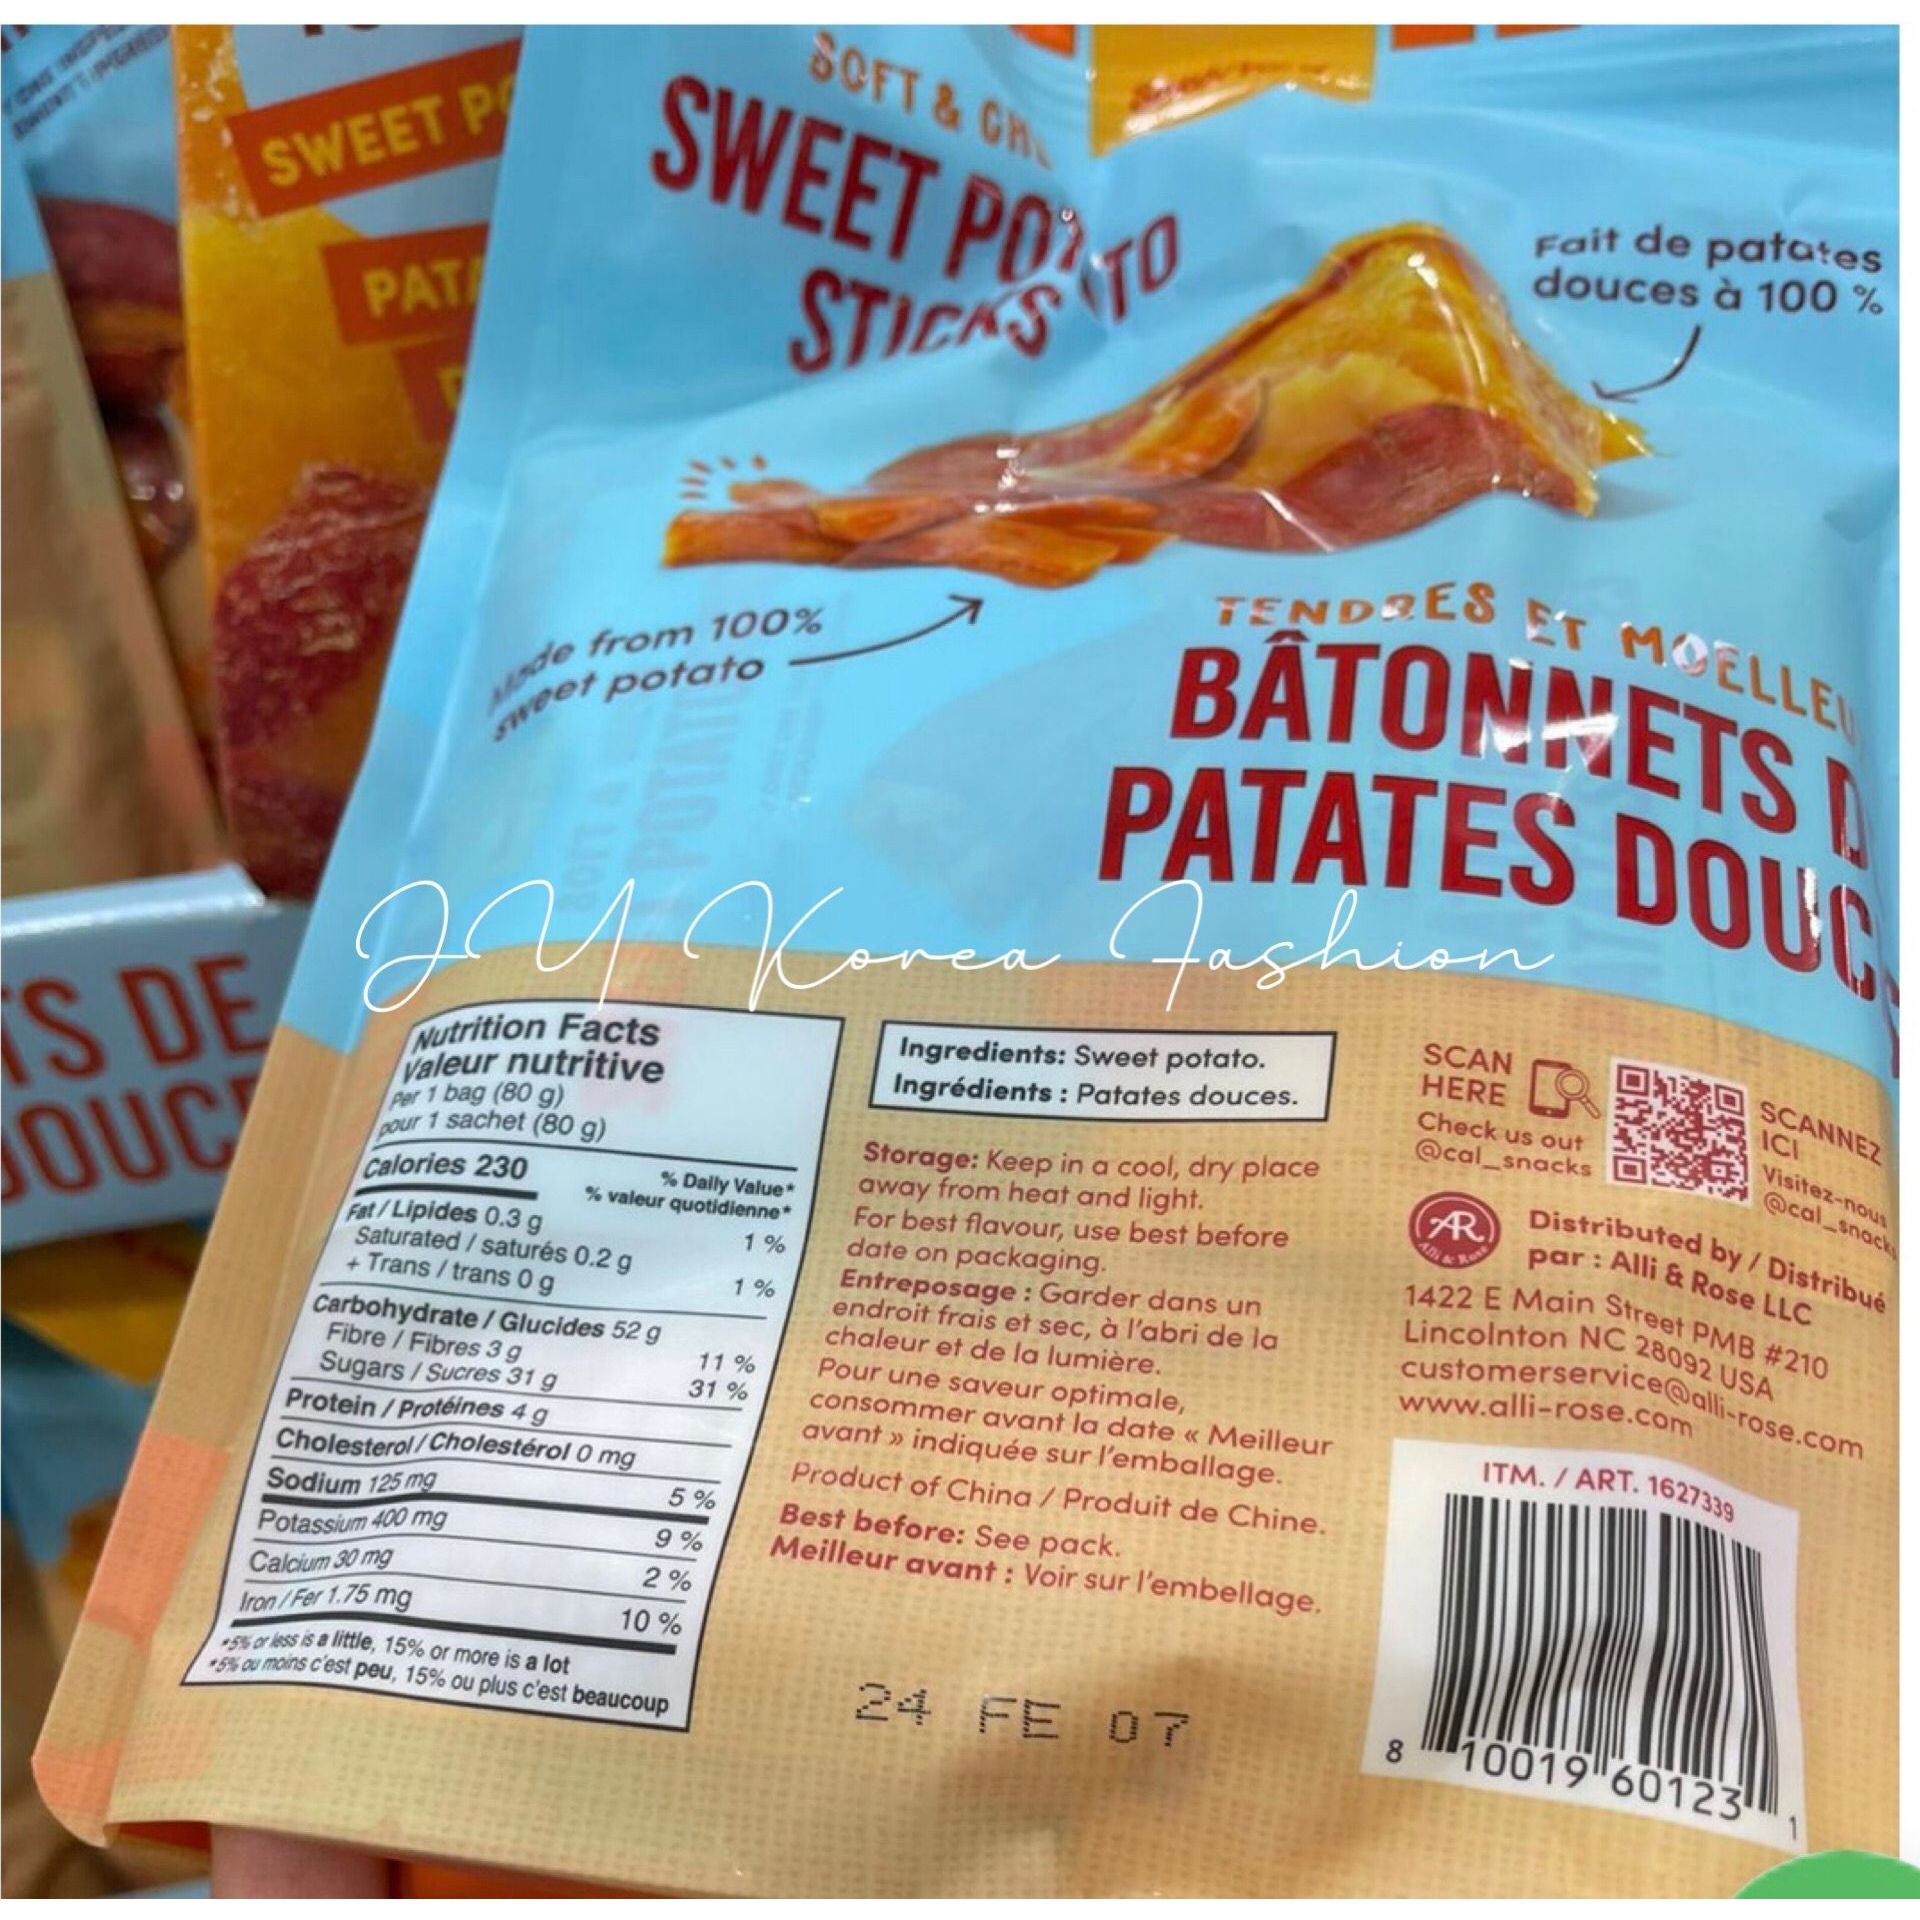 SWEET
PAT
TS DE
SOFT &
SWEET POTATO
STICKS
Fait de patates
douces à 100 %
Made from 100%
sweet potato
TENDRES ET
BÂTONNETS
PATATES
JY Korea Fashion
Nutrition Facts
Valeur nutritive
Per 1 bag (80 g)
pour 1 sachet (80 g)
Calories 230
% Daily Value*
% valeur quotidienne*
Fat / Lipides 0.3 g 1 %
Saturated / saturés 0.2 g
+ Trans / trans 0 g 1 %
Carbohydrate / Glucides 52 g
Fibre / Fibres 3 g 11 %
Sugars / Sucres 31 g 31 %
Protein / Protéines 4 g
Cholesterol / Cholestérol 0 mg
Sodium 125 mg 5 %
Potassium 400 mg 9 %
Calcium 30 mg 2 %
Iron / Fer 1.75 mg 10 %
*5% or less is a little, 15% or more is a lot
*5% ou moins c'est peu, 15% ou plus c'est beaucoup
Ingredients: Sweet potato.
Ingrédients : Patates douces.
Storage: Keep in a cool, dry place
away from heat and light.
For best flavour, use best before
date on packaging.
Entreposage : Garder dans un
endroit frais et sec, à l'abri de la
chaleur et de la lumière.
Pour une saveur optimale,
consommer avant la date « Meilleur
avant » indiquée sur l'emballage.
Product of China / Produit de Chine.
Best before: See pack.
Meilleur avant : Voir sur l'embellage.
24 FE 07
SCAN
HERE
Check us out
@cal_snacks
SCANNEZ
ICI
Visitez-nous
@cal_snacks
AR
Alli & Rose
Distributed by / Distribué
par : Alli & Rose LLC
1422 E Main Street PMB #210
Lincolnton NC 28092 USA
customerservice@alli-rose.com
www.alli-rose.com
ITM. / ART. 1627339
8 10019 60123 1